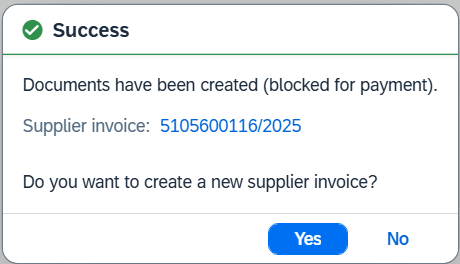 Success
Documents have been created (blocked for payment).
Supplier invoice: 5105600116/2025
Do you want to create a new supplier invoice?
Yes No